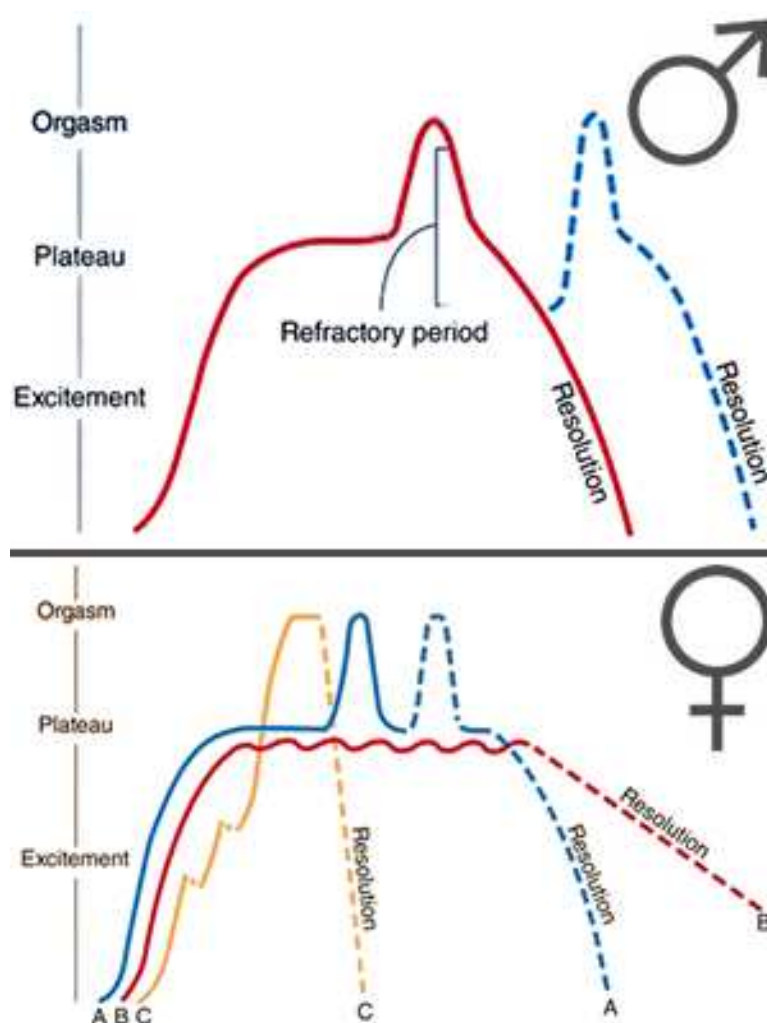 Orgasm
Plateau
Refractory period
Excitement
Resolution
Resolution
Orgasm
Plateau
Excitement
Resolution
Resolution
Resolution
A B C
C
A
B